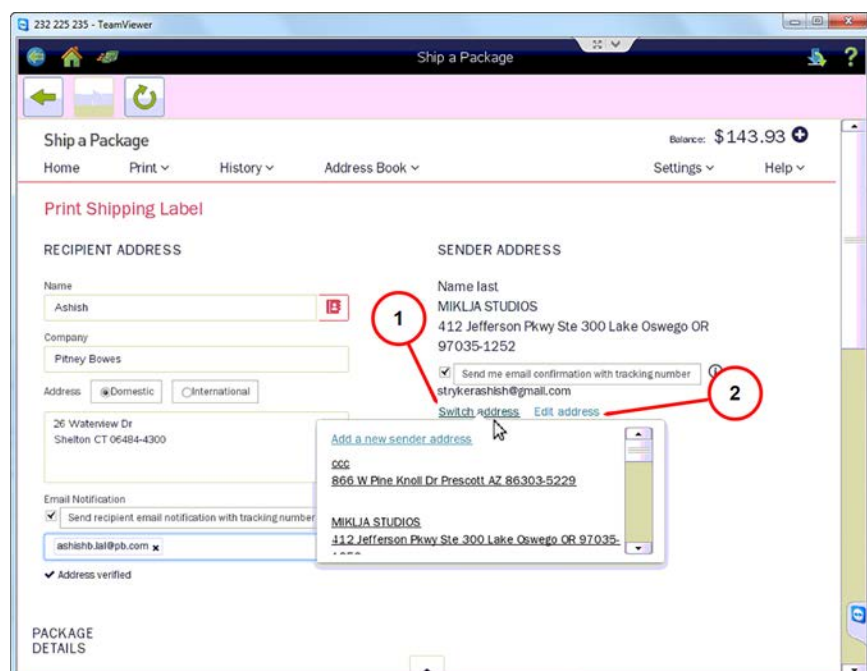 232 225 235 - TeamViewer
Ship a Package
?
Ship a Package
Balance: $143.93
Home Print History Address Book Settings Help
Print Shipping Label
RECIPIENT ADDRESS
Name
Ashish
Company
Pitney Bowes
Address Domestic International
26 Waterview Dr
Shelton CT 06484-4300
Email Notification
Send recipient email notification with tracking number
ashishb.lal@pb.com x
Address verified
SENDER ADDRESS
Name last
MIKLJA STUDIOS
412 Jefferson Pkwy Ste 300 Lake Oswego OR
97035-1252
Send me email confirmation with tracking number
strykerashish@gmail.com
Switch address Edit address
1
2
Add a new sender address
ccc
866 W Pine Knoll Dr Prescott AZ 86303-5229
MIKLJA STUDIOS
412 Jefferson Pkwy Ste 300 Lake Oswego OR 97035-
PACKAGE
DETAILS